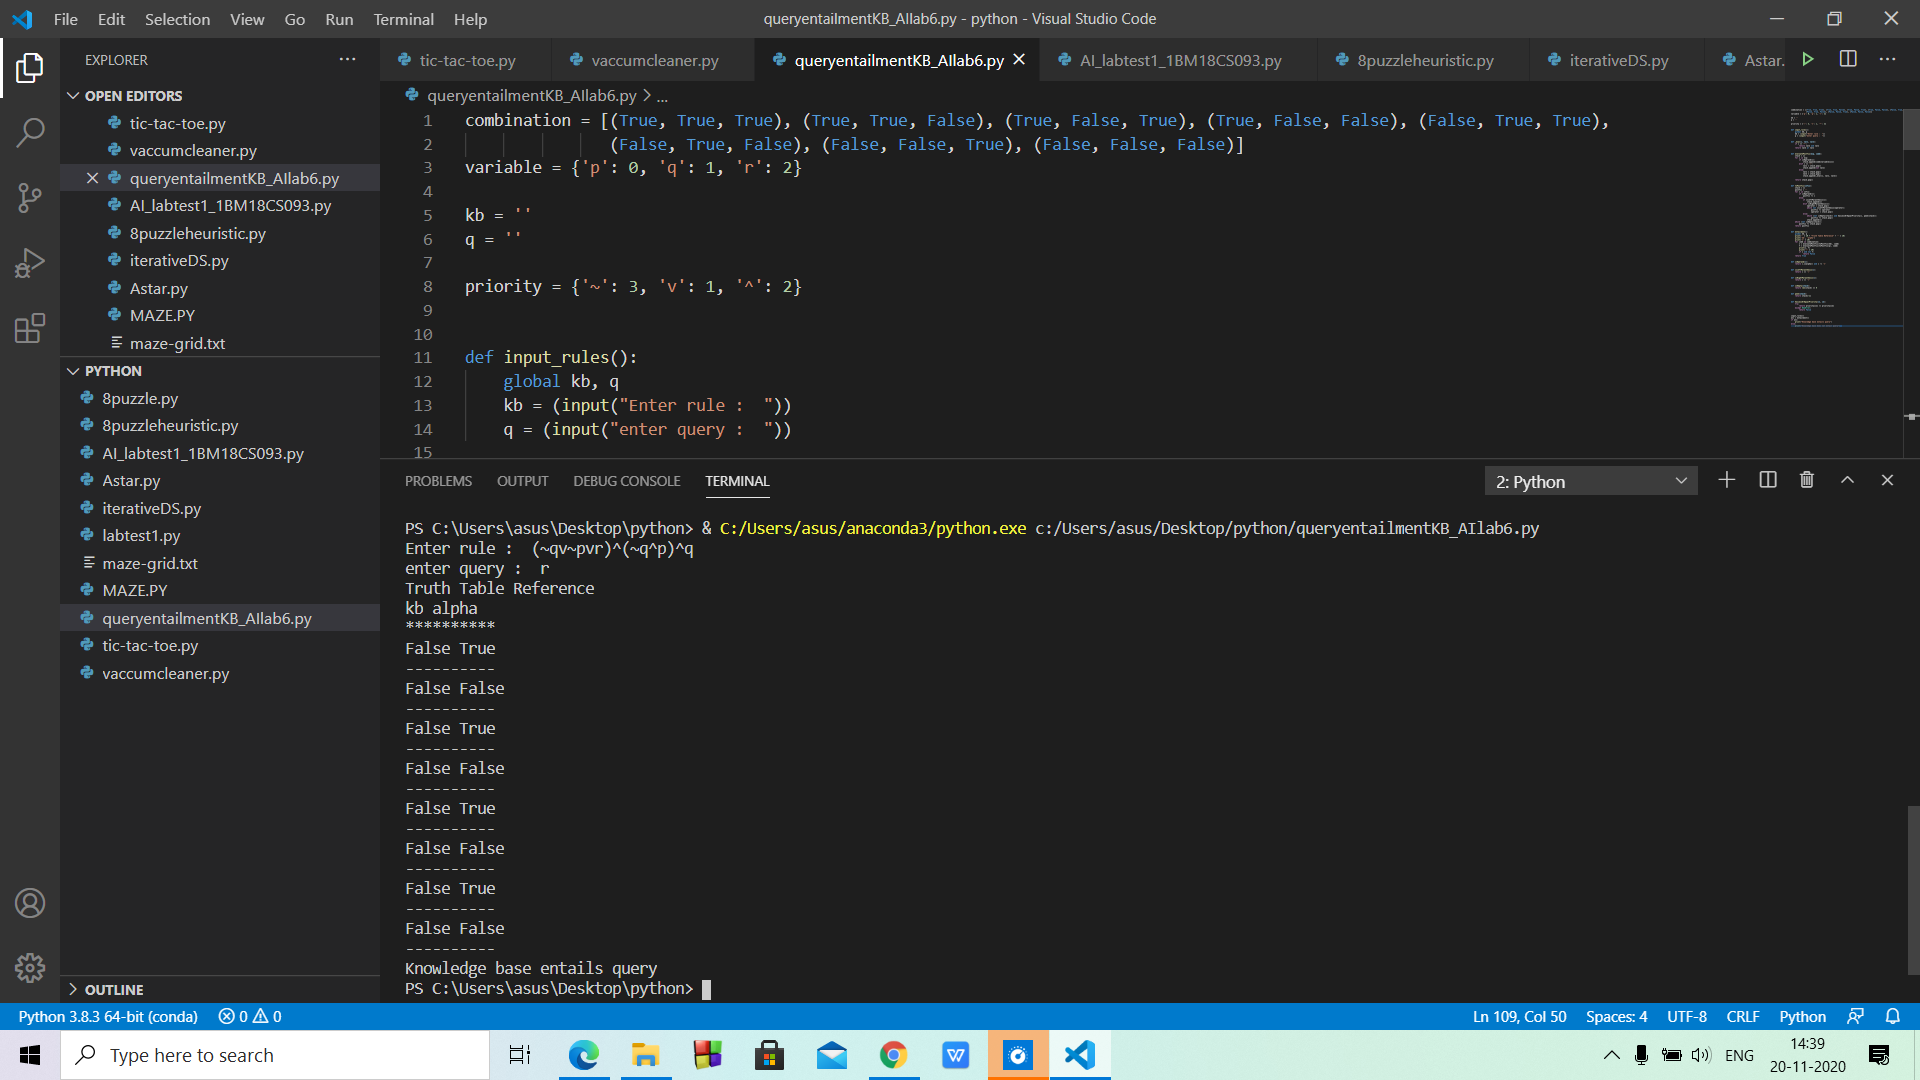 File Edit Selection View Go Run Terminal Help
queryentailmentKB_AIlab6.py - python - Visual Studio Code
EXPLORER
OPEN EDITORS
tic-tac-toe.py
vaccumcleaner.py
queryentailmentKB_AIlab6.py
AI_labtest1_1BM18CS093.py
8puzzleheuristic.py
iterativeDS.py
Astar.py
MAZE.PY
maze-grid.txt
PYTHON
8puzzle.py
8puzzleheuristic.py
AI_labtest1_1BM18CS093.py
Astar.py
iterativeDS.py
labtest1.py
maze-grid.txt
MAZE.PY
queryentailmentKB_AIlab6.py
tic-tac-toe.py
vaccumcleaner.py
OUTLINE
tic-tac-toe.py vaccumcleaner.py queryentailmentKB_AIlab6.py AI_labtest1_1BM18CS093.py 8puzzleheuristic.py iterativeDS.py Astar.
queryentailmentKB_AIlab6.py > ...
1 combination = [(True, True, True), (True, True, False), (True, False, True), (True, False, False), (False, True, True),
2 (False, True, False), (False, False, True), (False, False, False)]
3 variable = {'p': 0, 'q': 1, 'r': 2}
4
5 kb = ''
6 q = ''
7
8 priority = {'~': 3, 'v': 1, '^': 2}
9
10
11 def input_rules():
12 global kb, q
13 kb = (input("Enter rule :  "))
14 q = (input("enter query :  "))
15
PROBLEMS OUTPUT DEBUG CONSOLE TERMINAL
2: Python
PS C:\Users\asus\Desktop\python> & C:/Users/asus/anaconda3/python.exe c:/Users/asus/Desktop/python/queryentailmentKB_AIlab6.py
Enter rule :  (~qv~pvr)^(~q^p)^q
enter query :  r
Truth Table Reference
kb alpha
**********
False True
----------
False False
----------
False True
----------
False False
----------
False True
----------
False False
----------
False True
----------
False False
----------
Knowledge base entails query
PS C:\Users\asus\Desktop\python>
Python 3.8.3 64-bit (conda) 0 0
Ln 109, Col 50 Spaces: 4 UTF-8 CRLF Python
Type here to search
ENG
14:39
20-11-2020